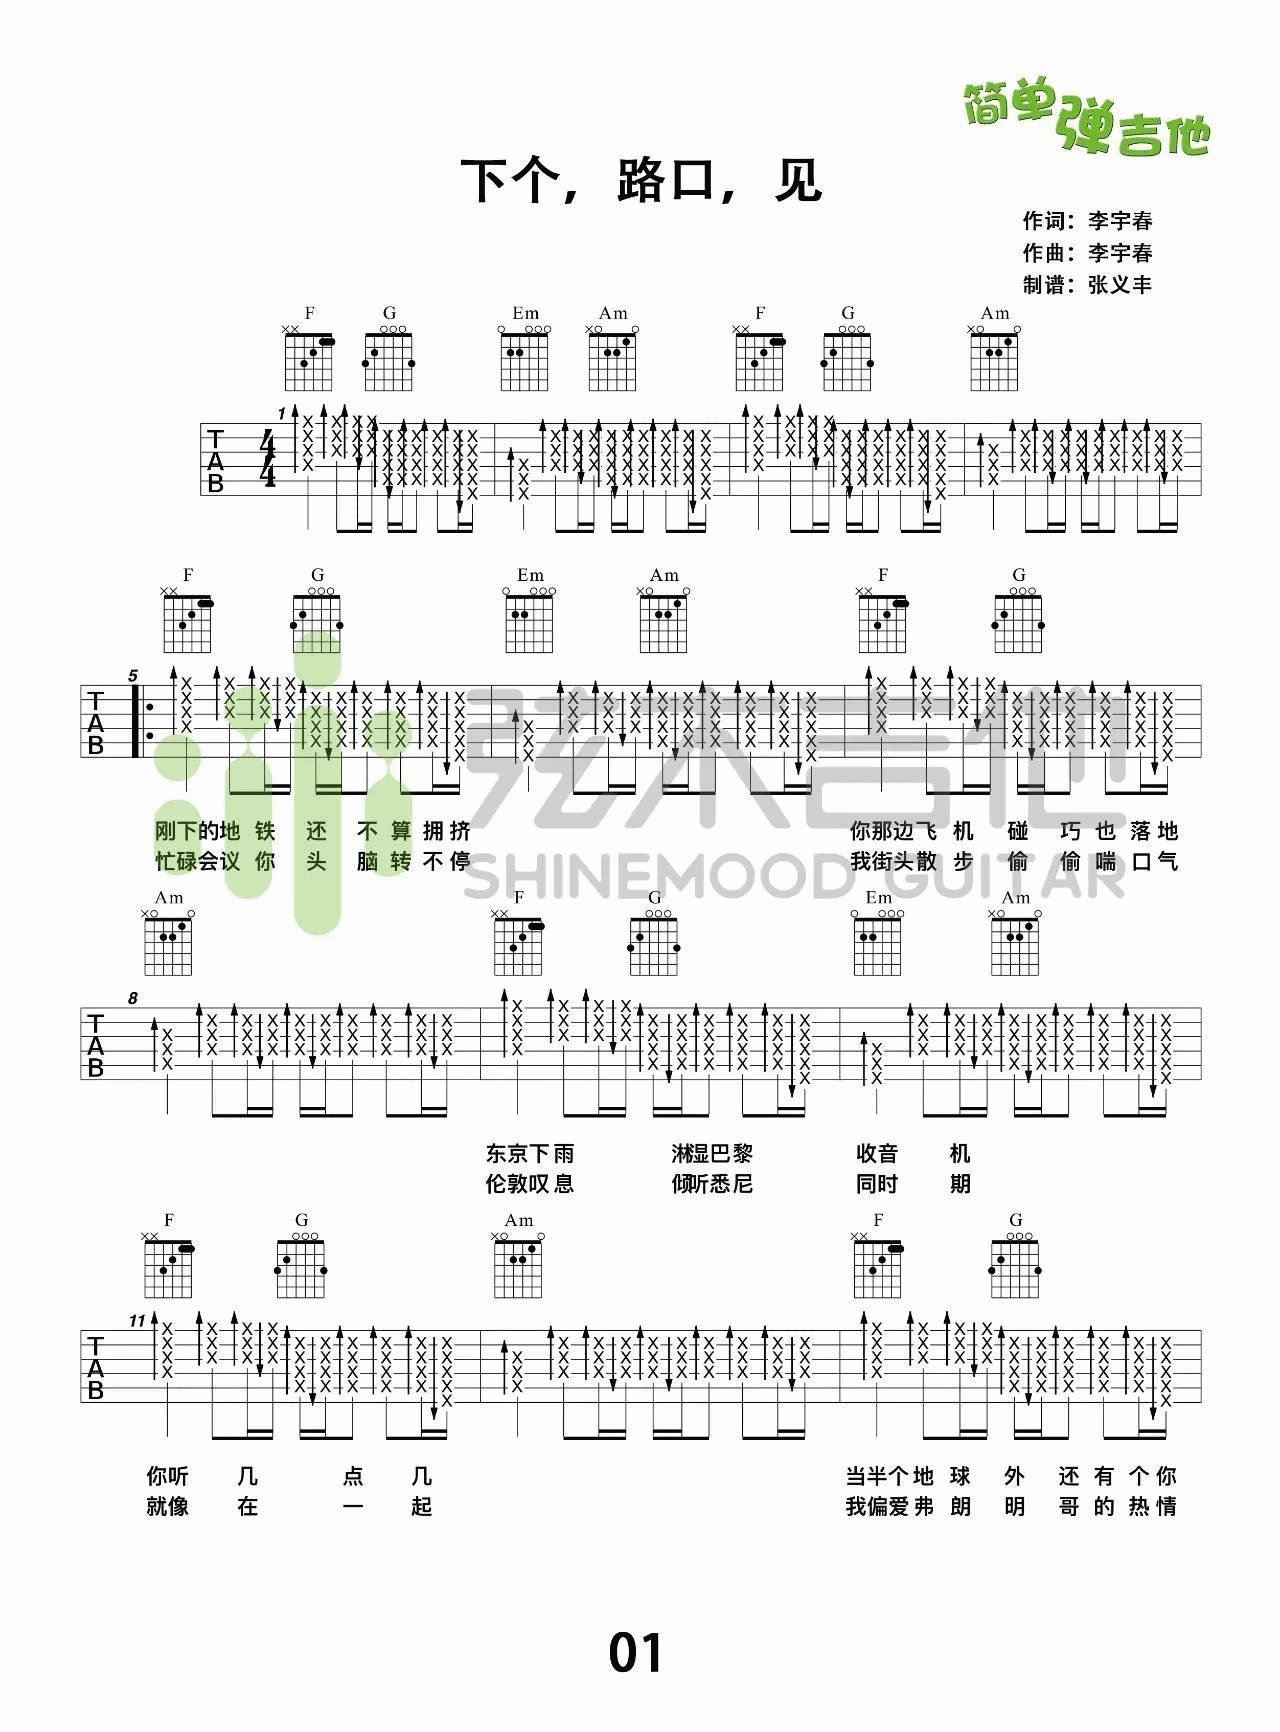 简单弹吉他
下个，路口，见
作词：李宇春
作曲：李宇春
制谱：张义丰
F G Em Am F G Am
1
T
A
B
4
4
F G Em Am F G
5
T
A
B
弦木吉他
SHINEMOOD GUITAR
刚下的地 铁 还 不 算 拥 挤 你那边飞 机 碰 巧 也 落 地
忙碌会议 你 头 脑 转 不 停 我街头散 步 偷 偷 喘 口 气
Am F G Em Am
8
T
A
B
东京下 雨 淋湿巴黎 收音 机
伦敦叹 息 倾听悉尼 同时 期
F G Am F G
11
T
A
B
你听 几 点 几 当半个 地 球 外 还 有 个 你
就像 在 一 起 我偏爱 弗 朗 明 哥 的 热 情
01